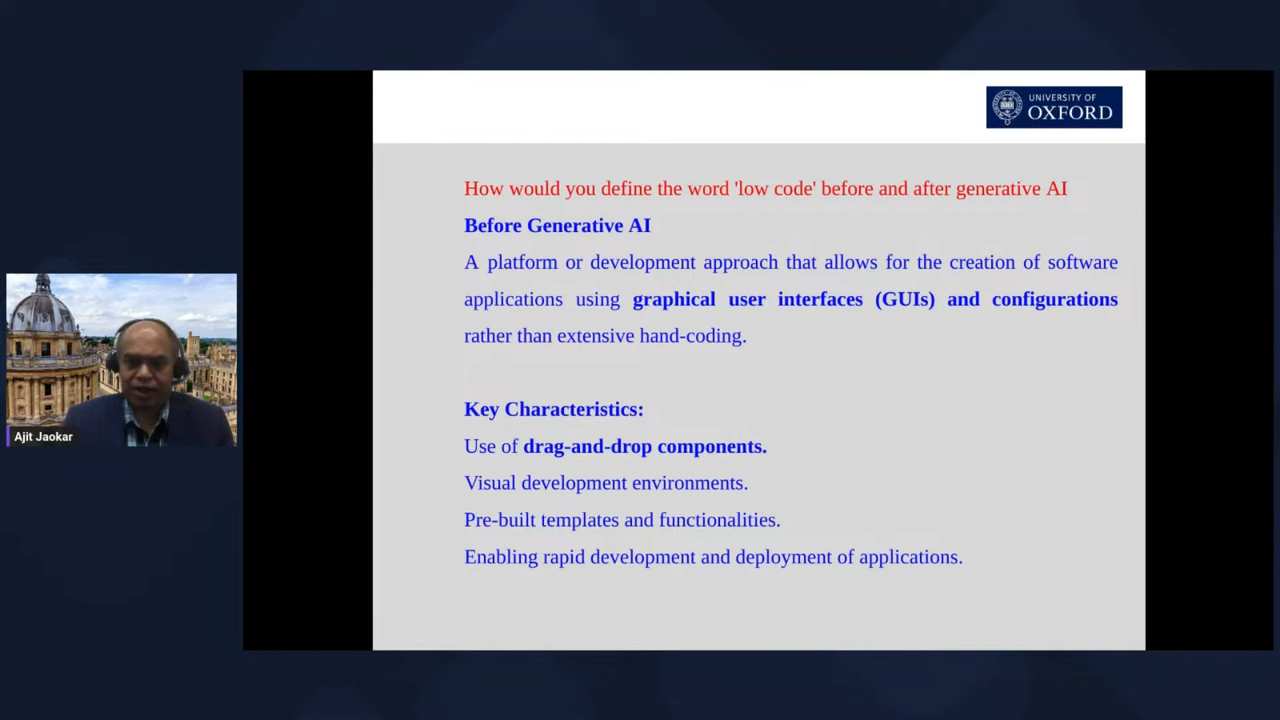 UNIVERSITY OF
OXFORD
How would you define the word 'low code' before and after generative AI
Before Generative AI
A platform or development approach that allows for the creation of software
applications using graphical user interfaces (GUIs) and configurations
rather than extensive hand-coding.
Key Characteristics:
Use of drag-and-drop components.
Visual development environments.
Pre-built templates and functionalities.
Enabling rapid development and deployment of applications.
Ajit Jaokar